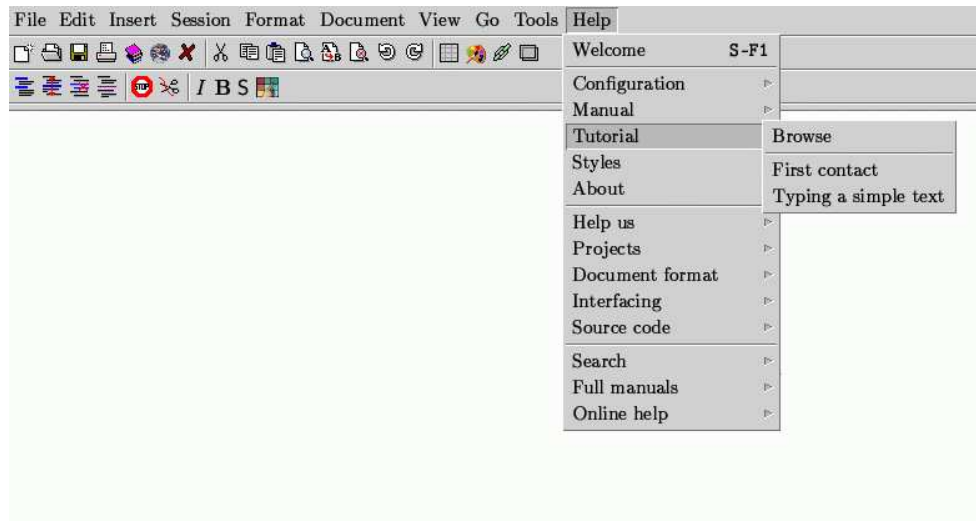 File Edit Insert Session Format Document View Go Tools Help
Welcome S-F1
Configuration
Manual
Tutorial
Browse
Styles
First contact
About
Typing a simple text
Help us
Projects
Document format
Interfacing
Source code
Search
Full manuals
Online help
STOP
I B S